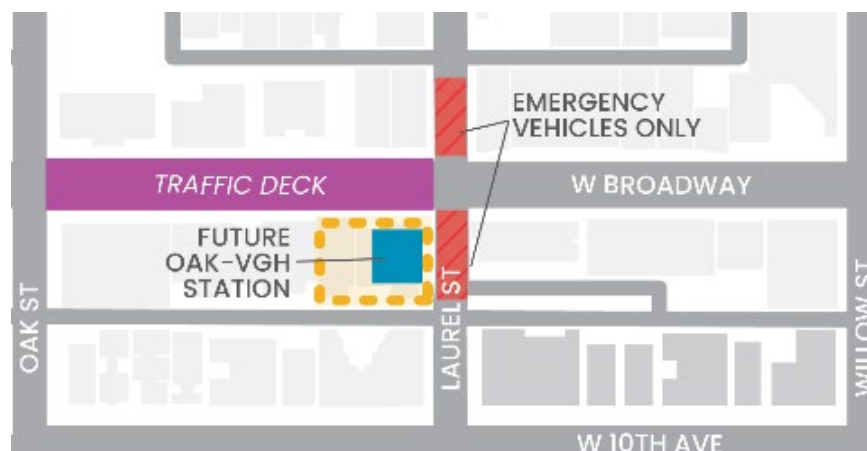 EMERGENCY
VEHICLES ONLY
TRAFFIC DECK
W BROADWAY
FUTURE
OAK-VGH
STATION
OAK ST
LAUREL ST
WILLOW ST
W 10TH AVE